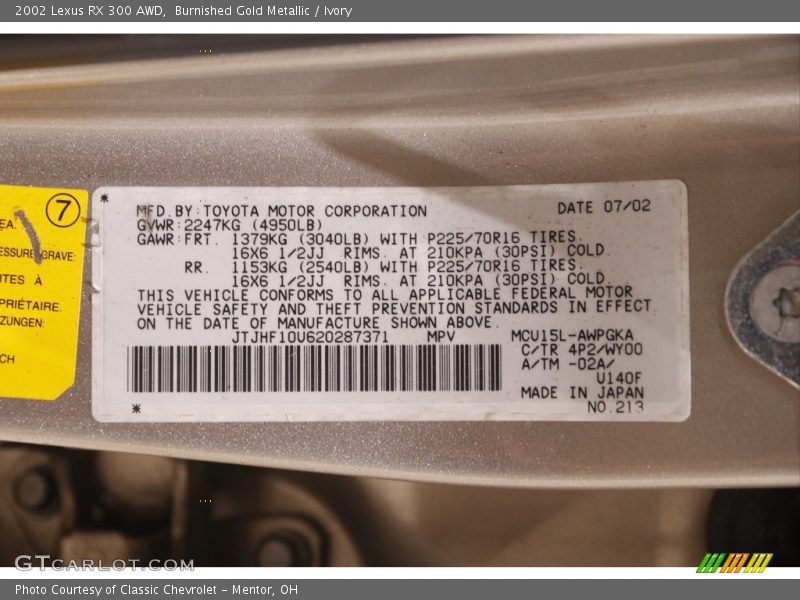 2002 Lexus RX 300 AWD, Burnished Gold Metallic / Ivory
7
ESSURE GRAVE:
À
PRIÉTAIRE.
ZUNGEN:
CH
* MFD.BY:TOYOTA MOTOR CORPORATION DATE 07/02
GVWR:2247KG (4950LB)
GAWR:FRT. 1379KG (3040LB) WITH P225/70R16 TIRES.
16X6 1/2JJ RIMS. AT 210KPA (30PSI) COLD
RR. 1153KG (2540LB) WITH P225/70R16 TIRES.
16X6 1/2JJ RIMS. AT 210KPA (30PSI) COLD
THIS VEHICLE CONFORMS TO ALL APPLICABLE FEDERAL MOTOR
VEHICLE SAFETY AND THEFT PREVENTION STANDARDS IN EFFECT
ON THE DATE OF MANUFACTURE SHOWN ABOVE.
JTJHF10U620287371 MPV MCU15L-AWPGKA
C/TR 4P2/WY00
A/TM -02A/
U140F
MADE IN JAPAN
* NO.213
GTCARLOT.COM
Photo Courtesy of Classic Chevrolet - Mentor, OH